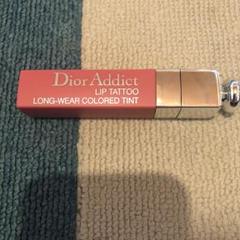 Dior Addict
LIP TATTOO
LONG-WEAR COLORED TINT